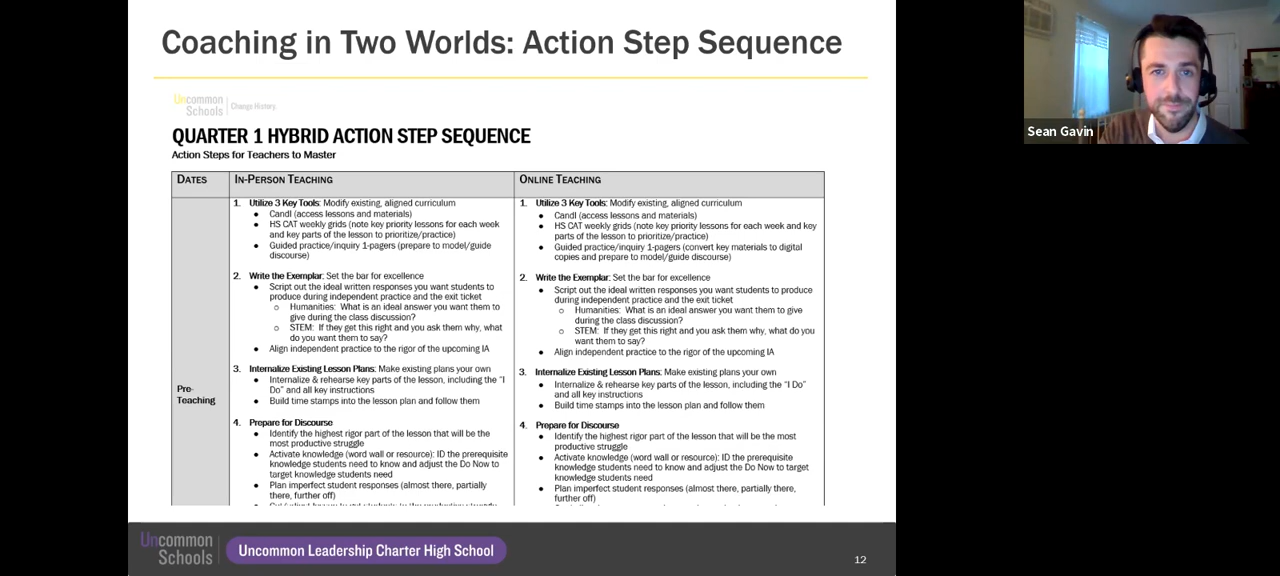 Coaching in Two Worlds: Action Step Sequence
Uncommon
Schools
Change History.
QUARTER 1 HYBRID ACTION STEP SEQUENCE
Action Steps for Teachers to Master
DATES
IN-PERSON TEACHING
ONLINE TEACHING
Pre-
Teaching
1. Utilize 3 Key Tools: Modify existing, aligned curriculum
● CandI (access lessons and materials)
● HS CAT weekly grids (note key priority lessons for each week
and key parts of the lesson to prioritize/practice)
● Guided practice/inquiry 1-pagers (prepare to model/guide
discourse)
2. Write the Exemplar: Set the bar for excellence
● Script out the ideal written responses you want students to
produce during independent practice and the exit ticket
○ Humanities: What is an ideal answer you want them to
give during the class discussion?
○ STEM: If they get this right and you ask them why, what
do you want them to say?
● Align independent practice to the rigor of the upcoming IA
3. Internalize Existing Lesson Plans: Make existing plans your own
● Internalize & rehearse key parts of the lesson, including the "I
Do" and all key instructions
● Build time stamps into the lesson plan and follow them
4. Prepare for Discourse
● Identify the highest rigor part of the lesson that will be the
most productive struggle
● Activate knowledge (word wall or resource): ID the prerequisite
knowledge students need to know and adjust the Do Now to
target knowledge students need
● Plan imperfect student responses (almost there, partially
there, further off)
1. Utilize 3 Key Tools: Modify existing, aligned curriculum
● CandI (access lessons and materials)
● HS CAT weekly grids (note key priority lessons for each week and key
parts of the lesson to prioritize/practice)
● Guided practice/inquiry 1-pagers (convert key materials to digital
copies and prepare to model/guide discourse)
2. Write the Exemplar: Set the bar for excellence
● Script out the ideal written responses you want students to produce
during independent practice and the exit ticket
○ Humanities: What is an ideal answer you want them to give
during the class discussion?
○ STEM: If they get this right and you ask them why, what do you
want them to say?
● Align independent practice to the rigor of the upcoming IA
3. Internalize Existing Lesson Plans: Make existing plans your own
● Internalize & rehearse key parts of the lesson, including the "I Do"
and all key instructions
● Build time stamps into the lesson plan and follow them
4. Prepare for Discourse
● Identify the highest rigor part of the lesson that will be the most
productive struggle
● Activate knowledge (word wall or resource): ID the prerequisite
knowledge students need to know and adjust the Do Now to target
knowledge students need
● Plan imperfect student responses (almost there, partially there,
further off)
Uncommon
Schools
Uncommon Leadership Charter High School
12
Sean Gavin